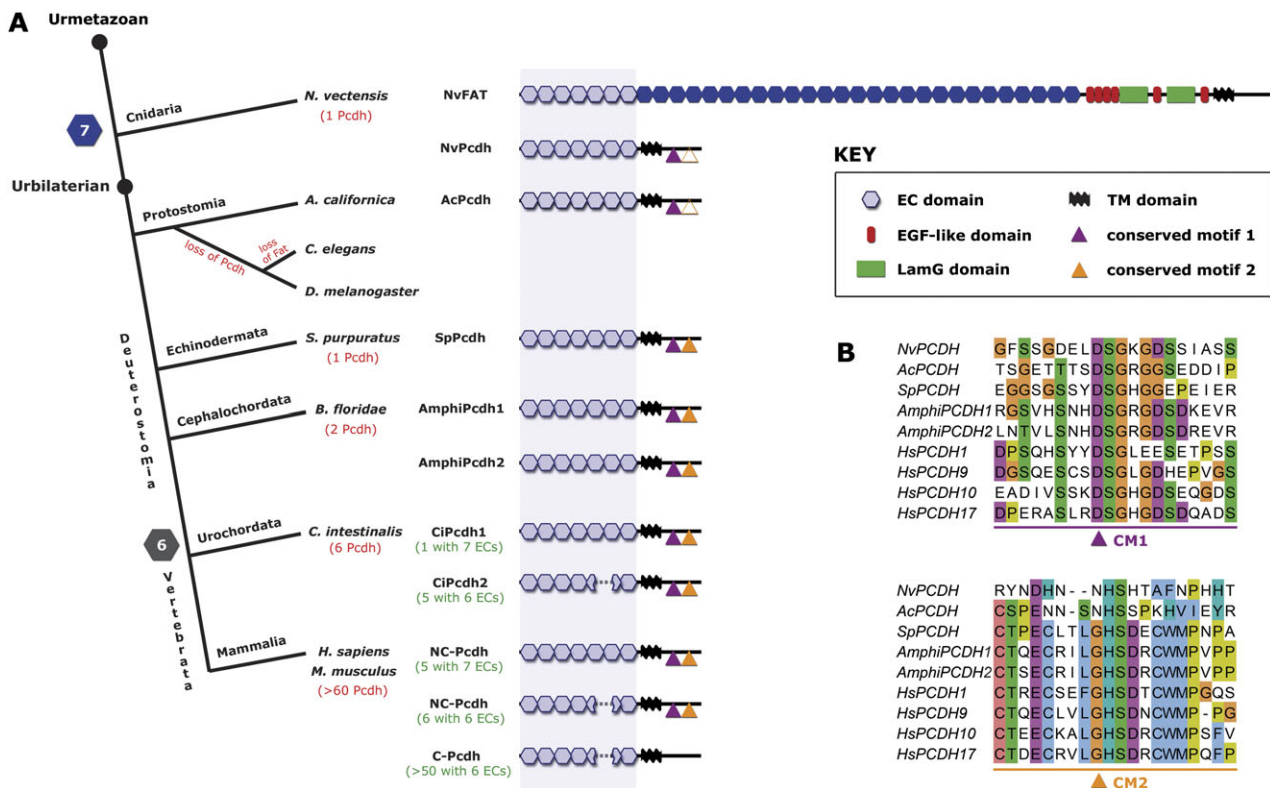 A
Urmetazoan
7
Urbilaterian
Cnidaria
N. vectensis
(1 Pcdh)
Protostomia
A. californica
loss of Pcdh
loss of Fat
C. elegans
D. melanogaster
Deuterostomia
Echinodermata
S. purpuratus
(1 Pcdh)
Cephalochordata
B. floridae
(2 Pcdh)
6
Urochordata
C. intestinalis
(6 Pcdh)
Vertebrata
Mammalia
H. sapiens
M. musculus
(>60 Pcdh)
NvFAT
NvPcdh
AcPcdh
SpPcdh
AmphiPcdh1
AmphiPcdh2
CiPcdh1
(1 with 7 ECs)
CiPcdh2
(5 with 6 ECs)
NC-Pcdh
(5 with 7 ECs)
NC-Pcdh
(6 with 6 ECs)
C-Pcdh
(>50 with 6 ECs)
KEY
EC domain
TM domain
EGF-like domain
conserved motif 1
LamG domain
conserved motif 2
B
NvPCDH GFSSGDELDSGKGDSSIASS
AcPCDH TSGETTTSDSGRGGSEDDIP
SpPCDH EGGSGSSYDSGHGGEPEIER
AmphiPCDH1 RGSVHSNHDSGRGDSDKEVR
AmphiPCDH2 LNTVLSNHDSGRGDSDREVR
HsPCDH1 DPSQHSYYDSGLEESETPSS
HsPCDH9 DGSQESCSDSGLGDHEPVGS
HsPCDH10 EADIVSSKDSGHGDSEQGDS
HsPCDH17 DPERASLRDSGHGDSDQADS
CM1
NvPCDH RYNDHN--NHSHTAFNPHHT
AcPCDH CSPENN-SNHSSPKHVIEYR
SpPCDH CTPECLTLGHSDECWMPNPA
AmphiPCDH1 CTQECRILGHSDNCWMPVPP
AmphiPCDH2 CTSECRILGHSDNCWMPVPP
HsPCDH1 CTRECSEFGHSDTCWMPGQS
HsPCDH9 CTQECLVLGHSDNCWMP-PG
HsPCDH10 CTEECKALGHSDRCWMPSFV
HsPCDH17 CTDECRVLGHSDRCWMPQFP
CM2